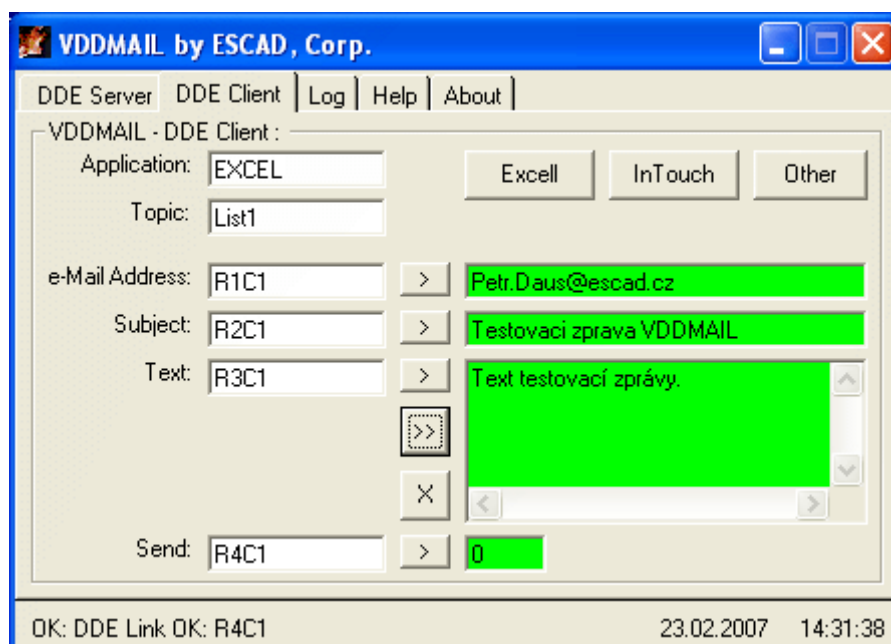 VDDMAIL by ESCAD, Corp.
DDE Server DDE Client Log Help About
VDDMAIL - DDE Client :
Application: EXCEL Excell InTouch Other
Topic: List1
e-Mail Address: R1C1 > Petr.Daus@escad.cz
Subject: R2C1 > Testovaci zprava VDDMAIL
Text: R3C1 > Text testovací zprávy.
>>
X
Send: R4C1 > 0
OK: DDE Link OK: R4C1 23.02.2007 14:31:38